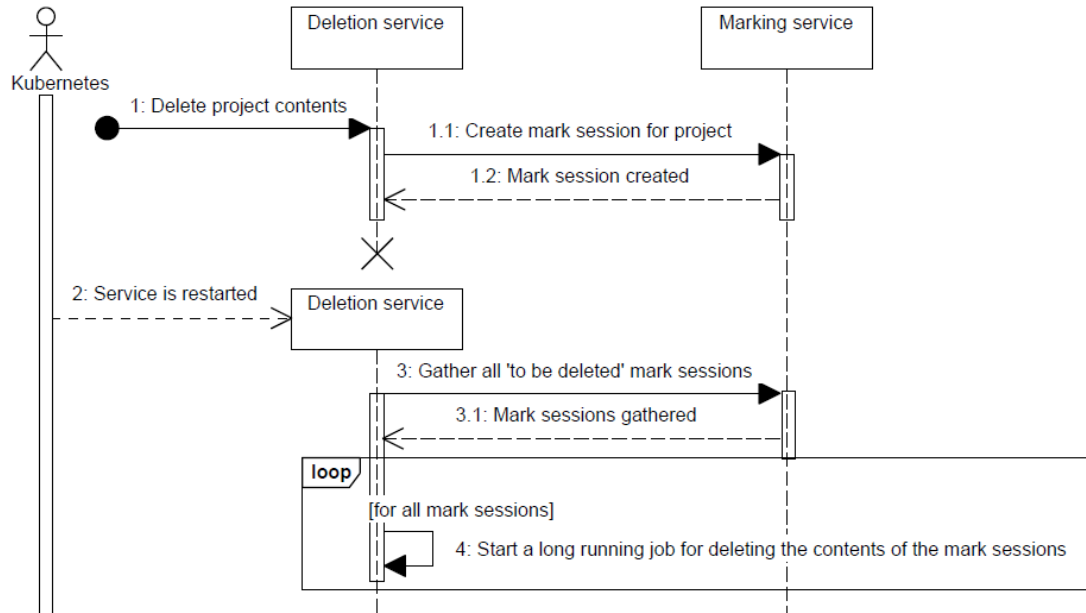 Deletion service
Marking service
Kubernetes
1: Delete project contents
1.1: Create mark session for project
1.2: Mark session created
2: Service is restarted
Deletion service
3: Gather all 'to be deleted' mark sessions
3.1: Mark sessions gathered
loop
[for all mark sessions]
4: Start a long running job for deleting the contents of the mark sessions